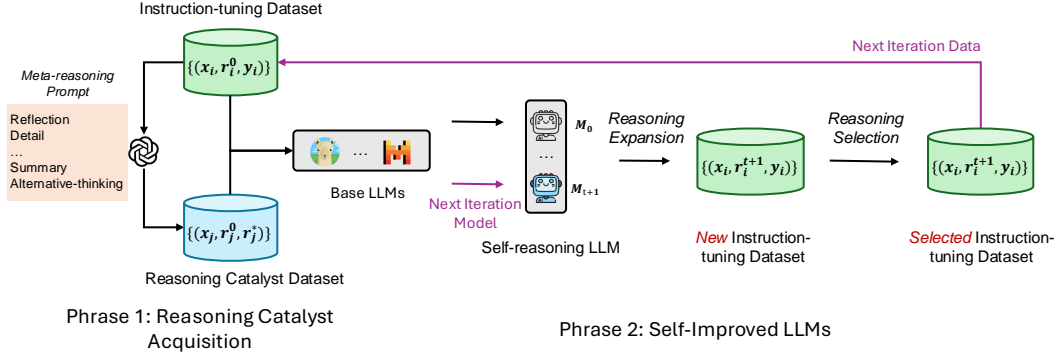 Instruction-tuning Dataset
{(x_i, r_i^0, y_i)}
Meta-reasoning
Prompt
Reflection
Detail
...
Summary
Alternative-thinking
{(x_j, r_j^0, r_j^*)}
Reasoning Catalyst Dataset
Phrase 1: Reasoning Catalyst
Acquisition
...
Base LLMs
Next Iteration
Model
M_0
...
M_{t+1}
Self-reasoning LLM
Reasoning
Expansion
{(x_i, r_i^{t+1}, y_i)}
New Instruction-
tuning Dataset
Reasoning
Selection
Next Iteration Data
{(x_i, r_i^{t+1}, y_i)}
Selected Instruction-
tuning Dataset
Phrase 2: Self-Improved LLMs